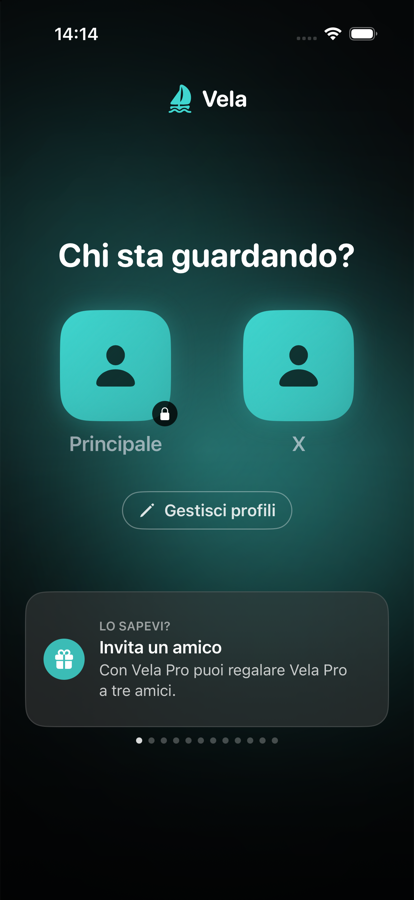 14:14
Vela
Chi sta guardando?
Principale
X
Gestisci profili
LO SAPEVI?
Invita un amico
Con Vela Pro puoi regalare Vela Pro
a tre amici.